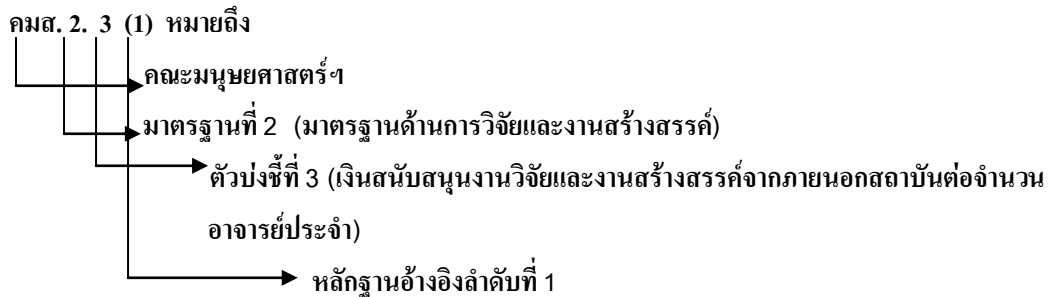 คมส. 2. 3 (1) หมายถึง
คณะมนุษยศาสตร์ฯ
มาตรฐานที่ 2 (มาตรฐานด้านการวิจัยและงานสร้างสรรค์)
ตัวบ่งชี้ที่ 3 (เงินสนับสนุนงานวิจัยและงานสร้างสรรค์จากภายนอกสถาบันต่อจำนวน
อาจารย์ประจำ)
หลักฐานอ้างอิงลำดับที่ 1